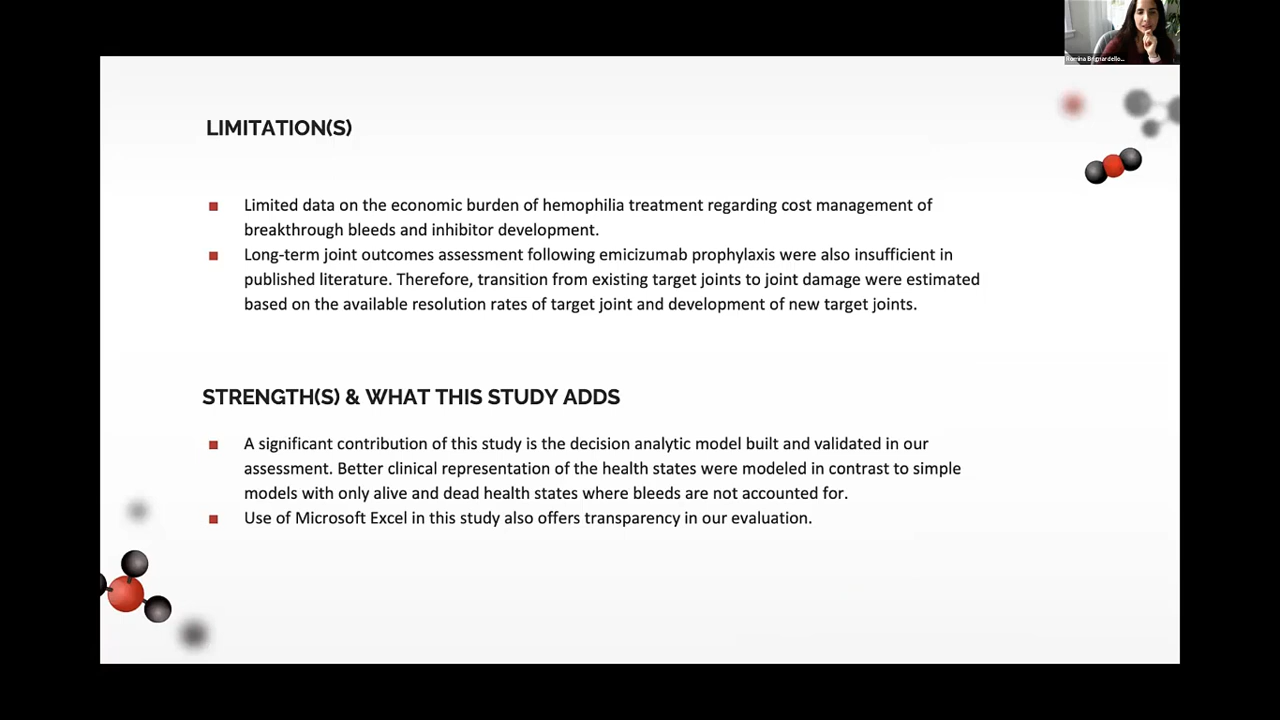 Romina Brignardello...
LIMITATION(S)
Limited data on the economic burden of hemophilia treatment regarding cost management of
breakthrough bleeds and inhibitor development.
Long-term joint outcomes assessment following emicizumab prophylaxis were also insufficient in
published literature. Therefore, transition from existing target joints to joint damage were estimated
based on the available resolution rates of target joint and development of new target joints.
STRENGTH(S) & WHAT THIS STUDY ADDS
A significant contribution of this study is the decision analytic model built and validated in our
assessment. Better clinical representation of the health states were modeled in contrast to simple
models with only alive and dead health states where bleeds are not accounted for.
Use of Microsoft Excel in this study also offers transparency in our evaluation.